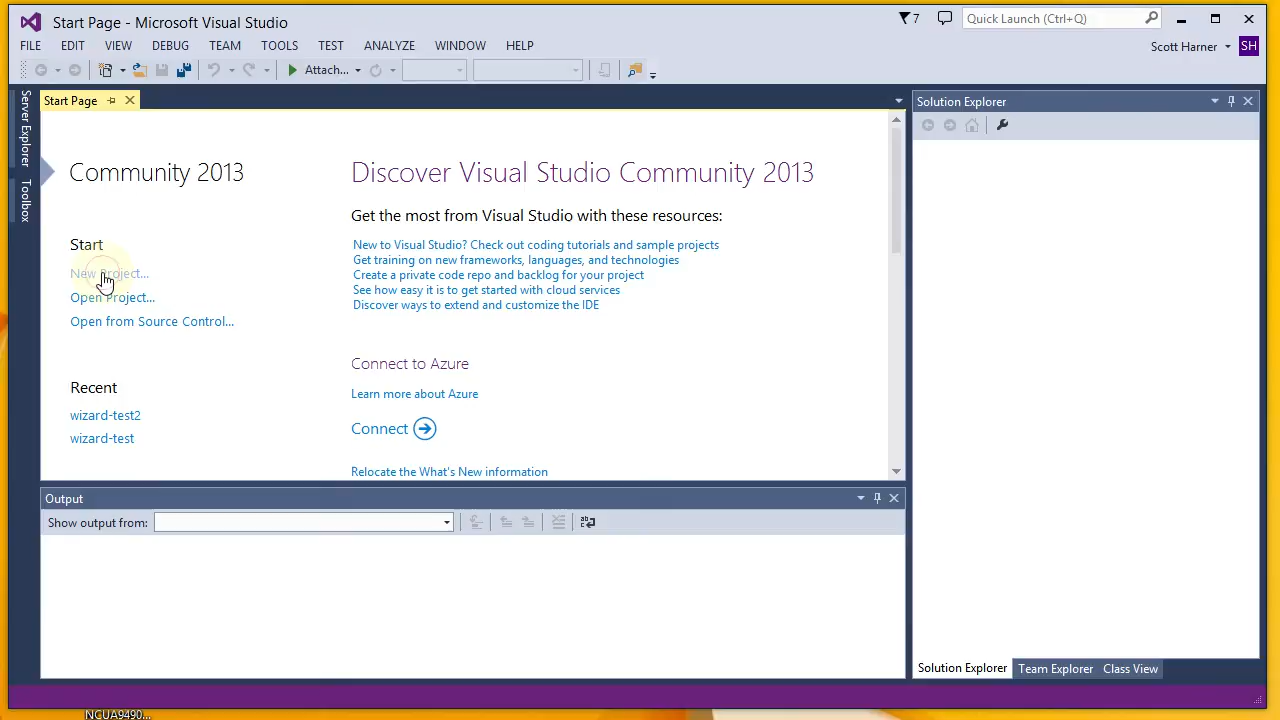 Start Page - Microsoft Visual Studio
7
Quick Launch (Ctrl+Q)
FILE EDIT VIEW DEBUG TEAM TOOLS TEST ANALYZE WINDOW HELP
Scott Harner SH
Attach...
Server Explorer
Toolbox
Start Page
Community 2013
Start
New Project...
Open Project...
Open from Source Control...
Recent
wizard-test2
wizard-test
Discover Visual Studio Community 2013
Get the most from Visual Studio with these resources:
New to Visual Studio? Check out coding tutorials and sample projects
Get training on new frameworks, languages, and technologies
Create a private code repo and backlog for your project
See how easy it is to get started with cloud services
Discover ways to extend and customize the IDE
Connect to Azure
Learn more about Azure
Connect
Relocate the What's New information
Output
Show output from:
Solution Explorer
Solution Explorer Team Explorer Class View
NCUA9490...